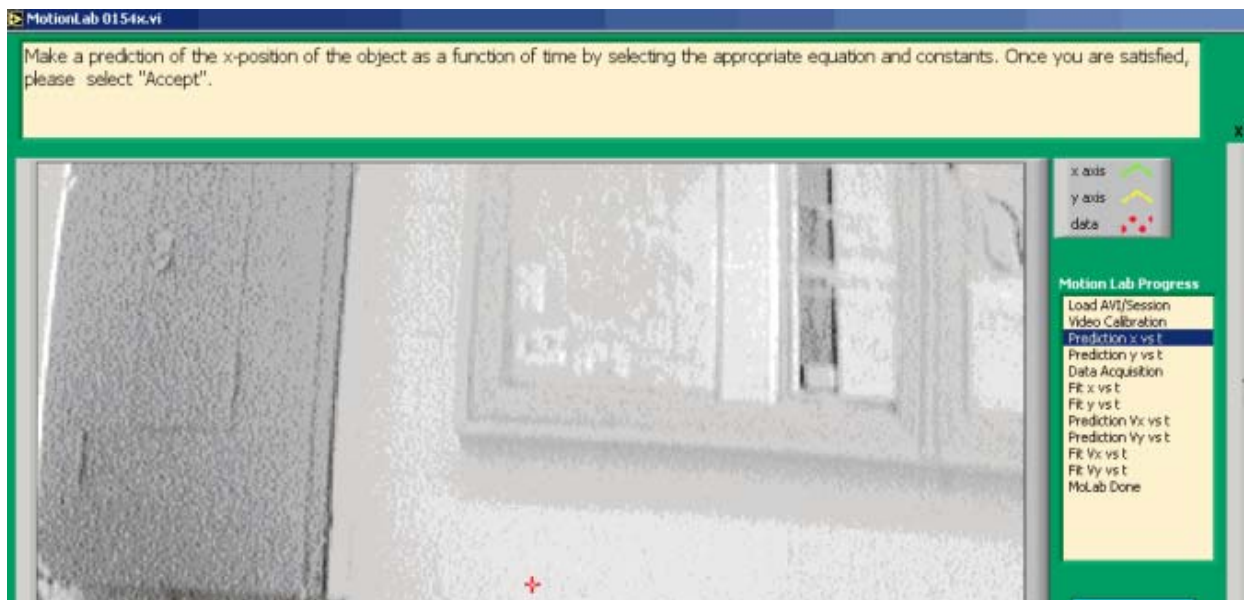 MotionLab 0154x.vi
Make a prediction of the x-position of the object as a function of time by selecting the appropriate equation and constants. Once you are satisfied,
please select "Accept".
x
x axis
y axis
data
Motion Lab Progress
Load AVI/Session
Video Calibration
Prediction x vs t
Prediction y vs t
Data Acquisition
Fit x vs t
Fit y vs t
Prediction Vx vs t
Prediction Vy vs t
Fit Vx vs t
Fit Vy vs t
MoLab Done